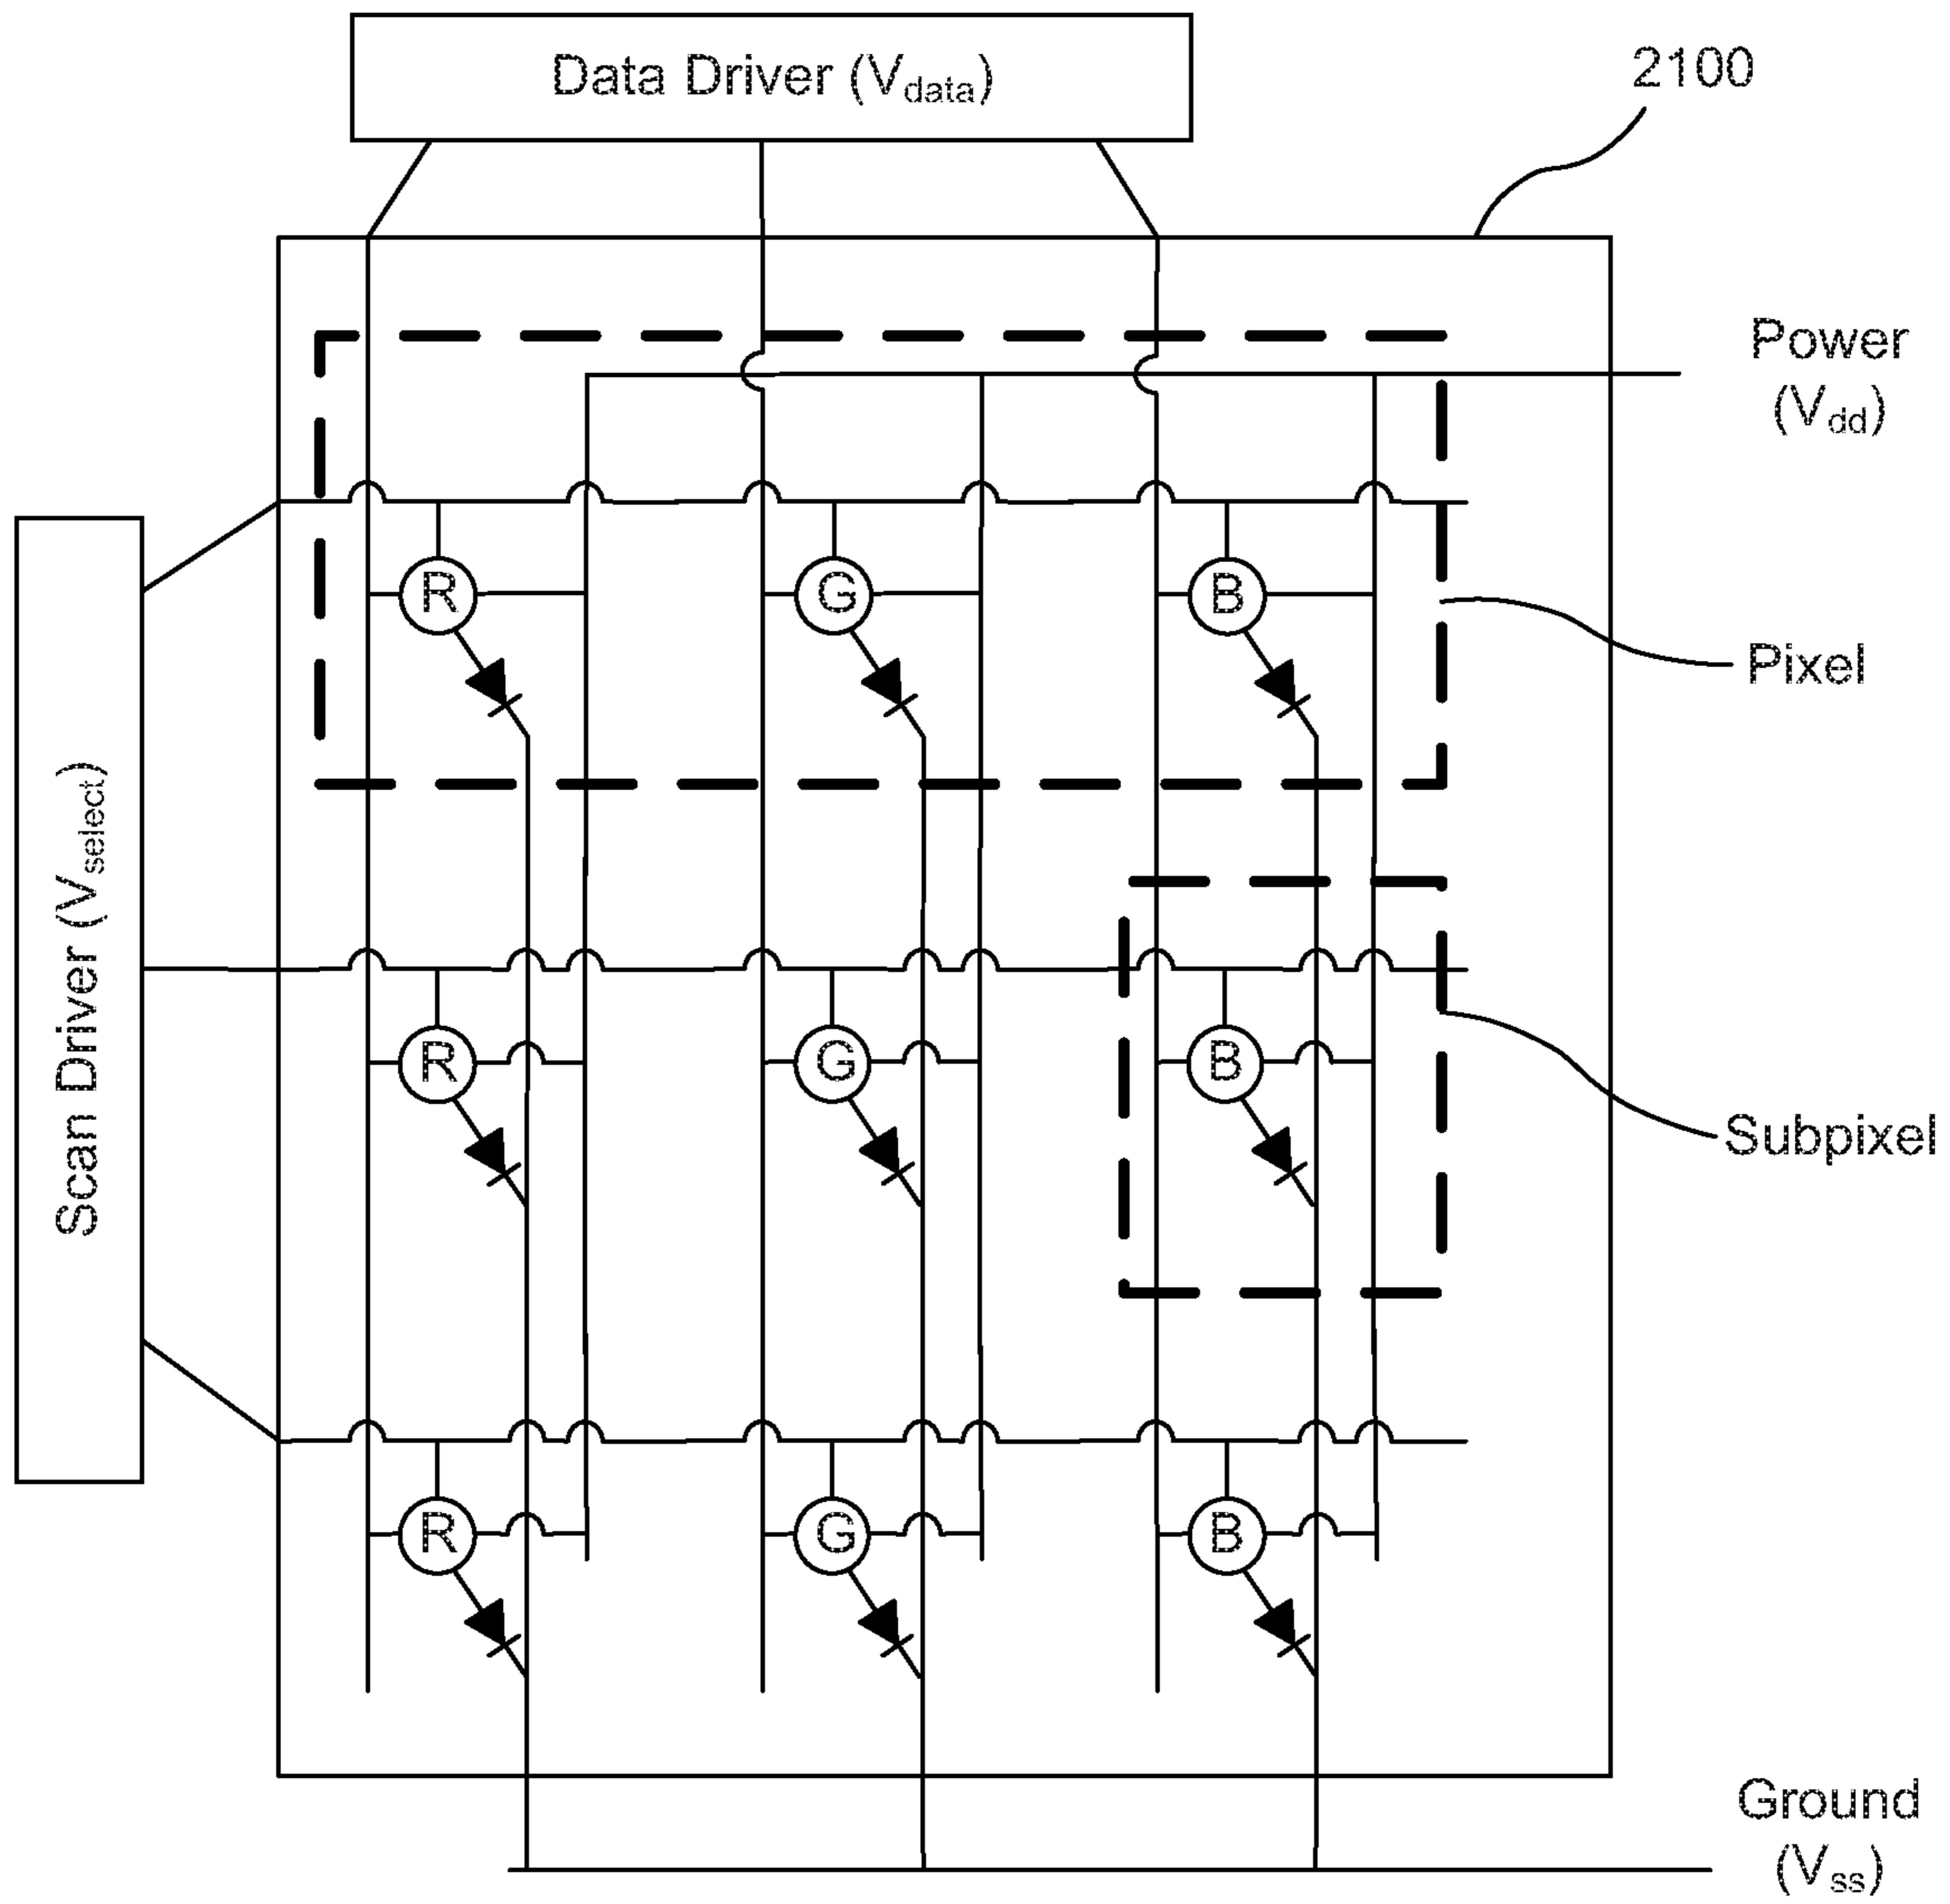 Data Driver (Vdata)
2100
Power
(Vdd)
R G B
Pixel
Scan Driver (Vselect)
R G B
Subpixel
R G B
Ground
(Vss)